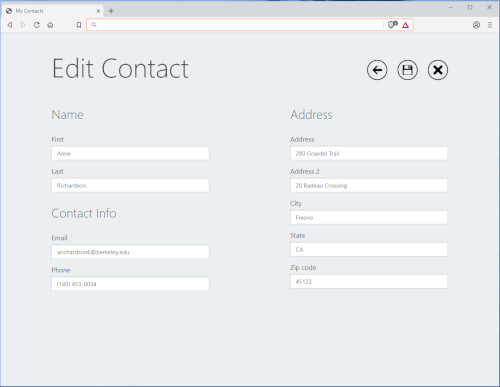 My Contacts
Edit Contact
Name
First
Anne
Last
Richardson
Contact Info
Email
arichardson6@berkeley.edu
Phone
(149) 453-0034
Address
Address
280 Graedel Trail
Address 2
20 Badeau Crossing
City
Fresno
State
CA
Zip code
45123